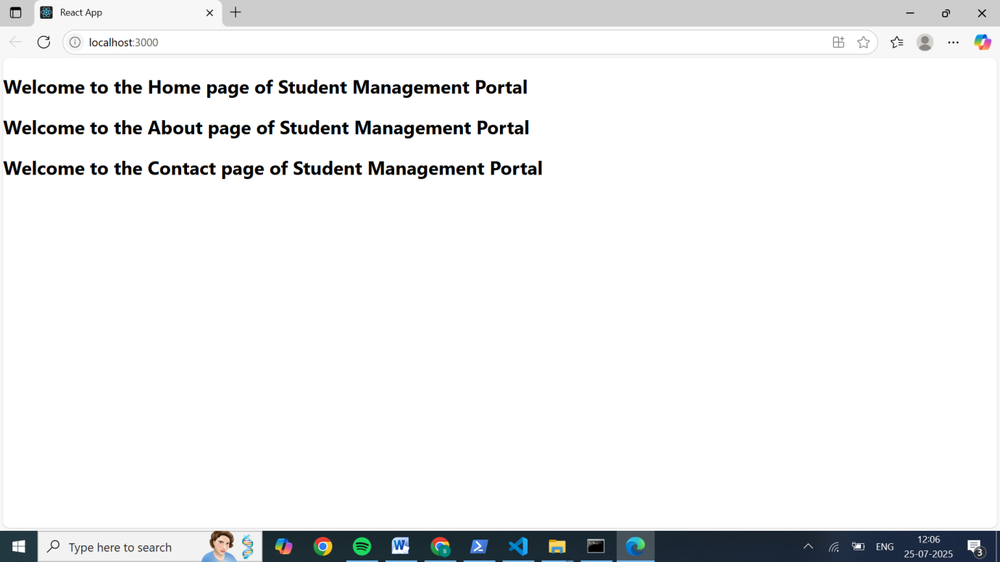 React App
localhost:3000
Welcome to the Home page of Student Management Portal
Welcome to the About page of Student Management Portal
Welcome to the Contact page of Student Management Portal
Type here to search
ENG
12:06
25-07-2025
3